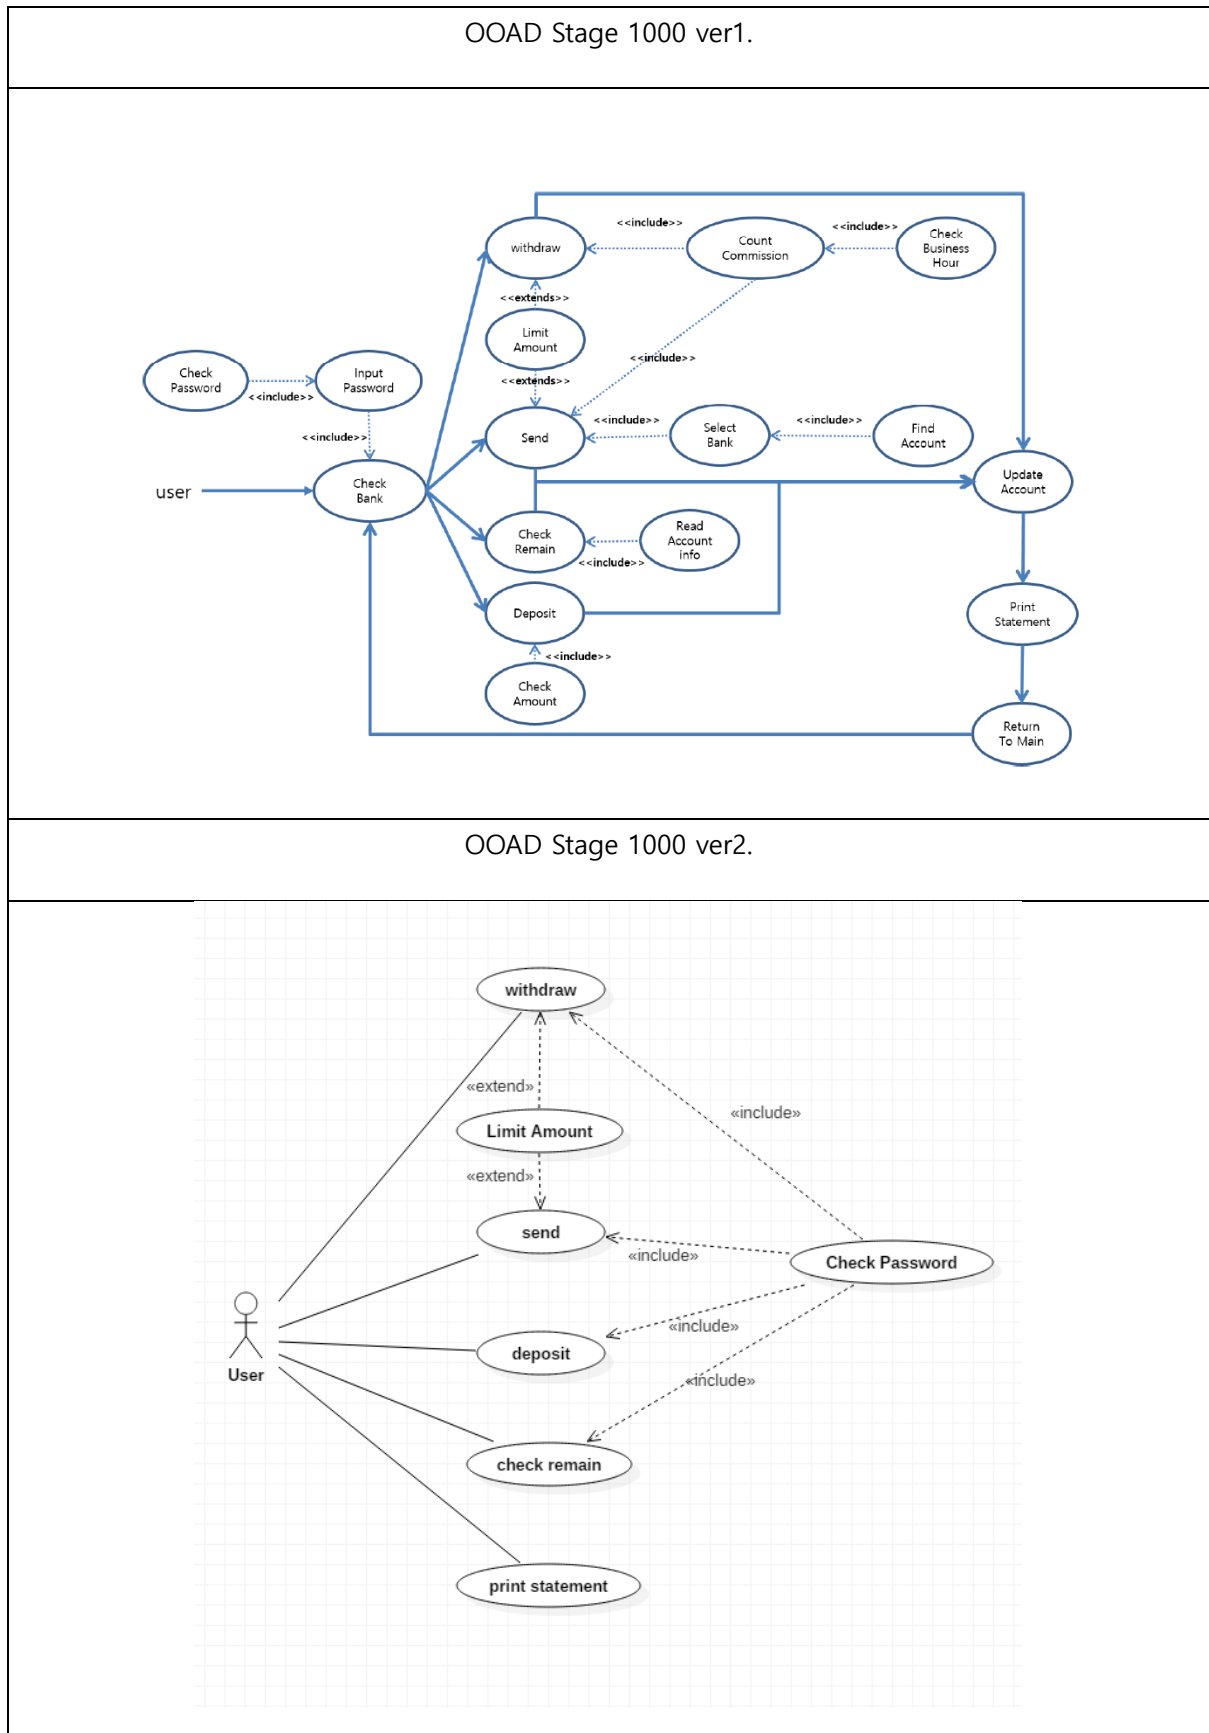 OOAD Stage 1000 ver1.
withdraw
<<include>>
Count
Commission
<<include>>
Check
Business
Hour
<<extends>>
Limit
Amount
<<include>>
<<extends>>
Check
Password
<<include>>
Input
Password
<<include>>
Send
<<include>>
Select
Bank
<<include>>
Find
Account
user
Check
Bank
Update
Account
Check
Remain
<<include>>
Read
Account
info
Deposit
<<include>>
Check
Amount
Print
Statement
Return
To Main
OOAD Stage 1000 ver2.
withdraw
«extend»
«include»
Limit Amount
«extend»
send
«include»
Check Password
«include»
deposit
User
«include»
check remain
print statement